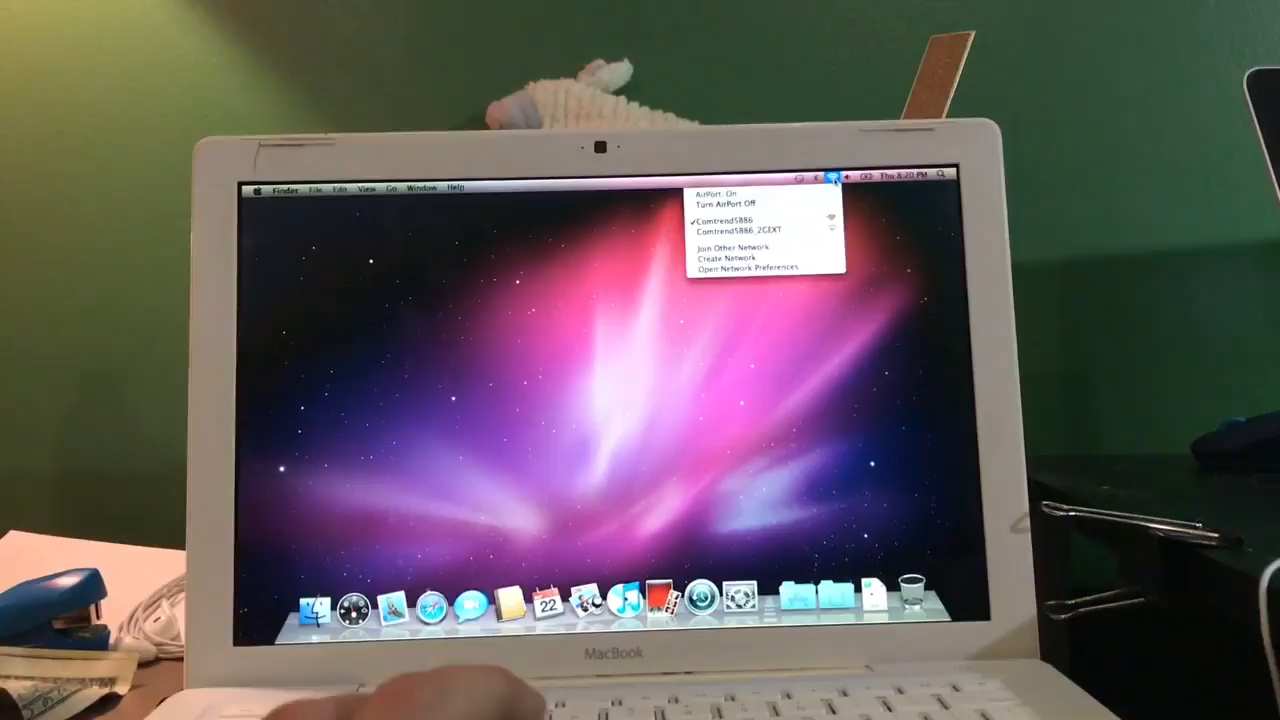 Finder File Edit View Go Window Help Thu 8:20 PM
AirPort: On
Turn AirPort Off
Comtrend5886
Comtrend5886_2GEXT
Join Other Network
Create Network
Open Network Preferences
22
MacBook